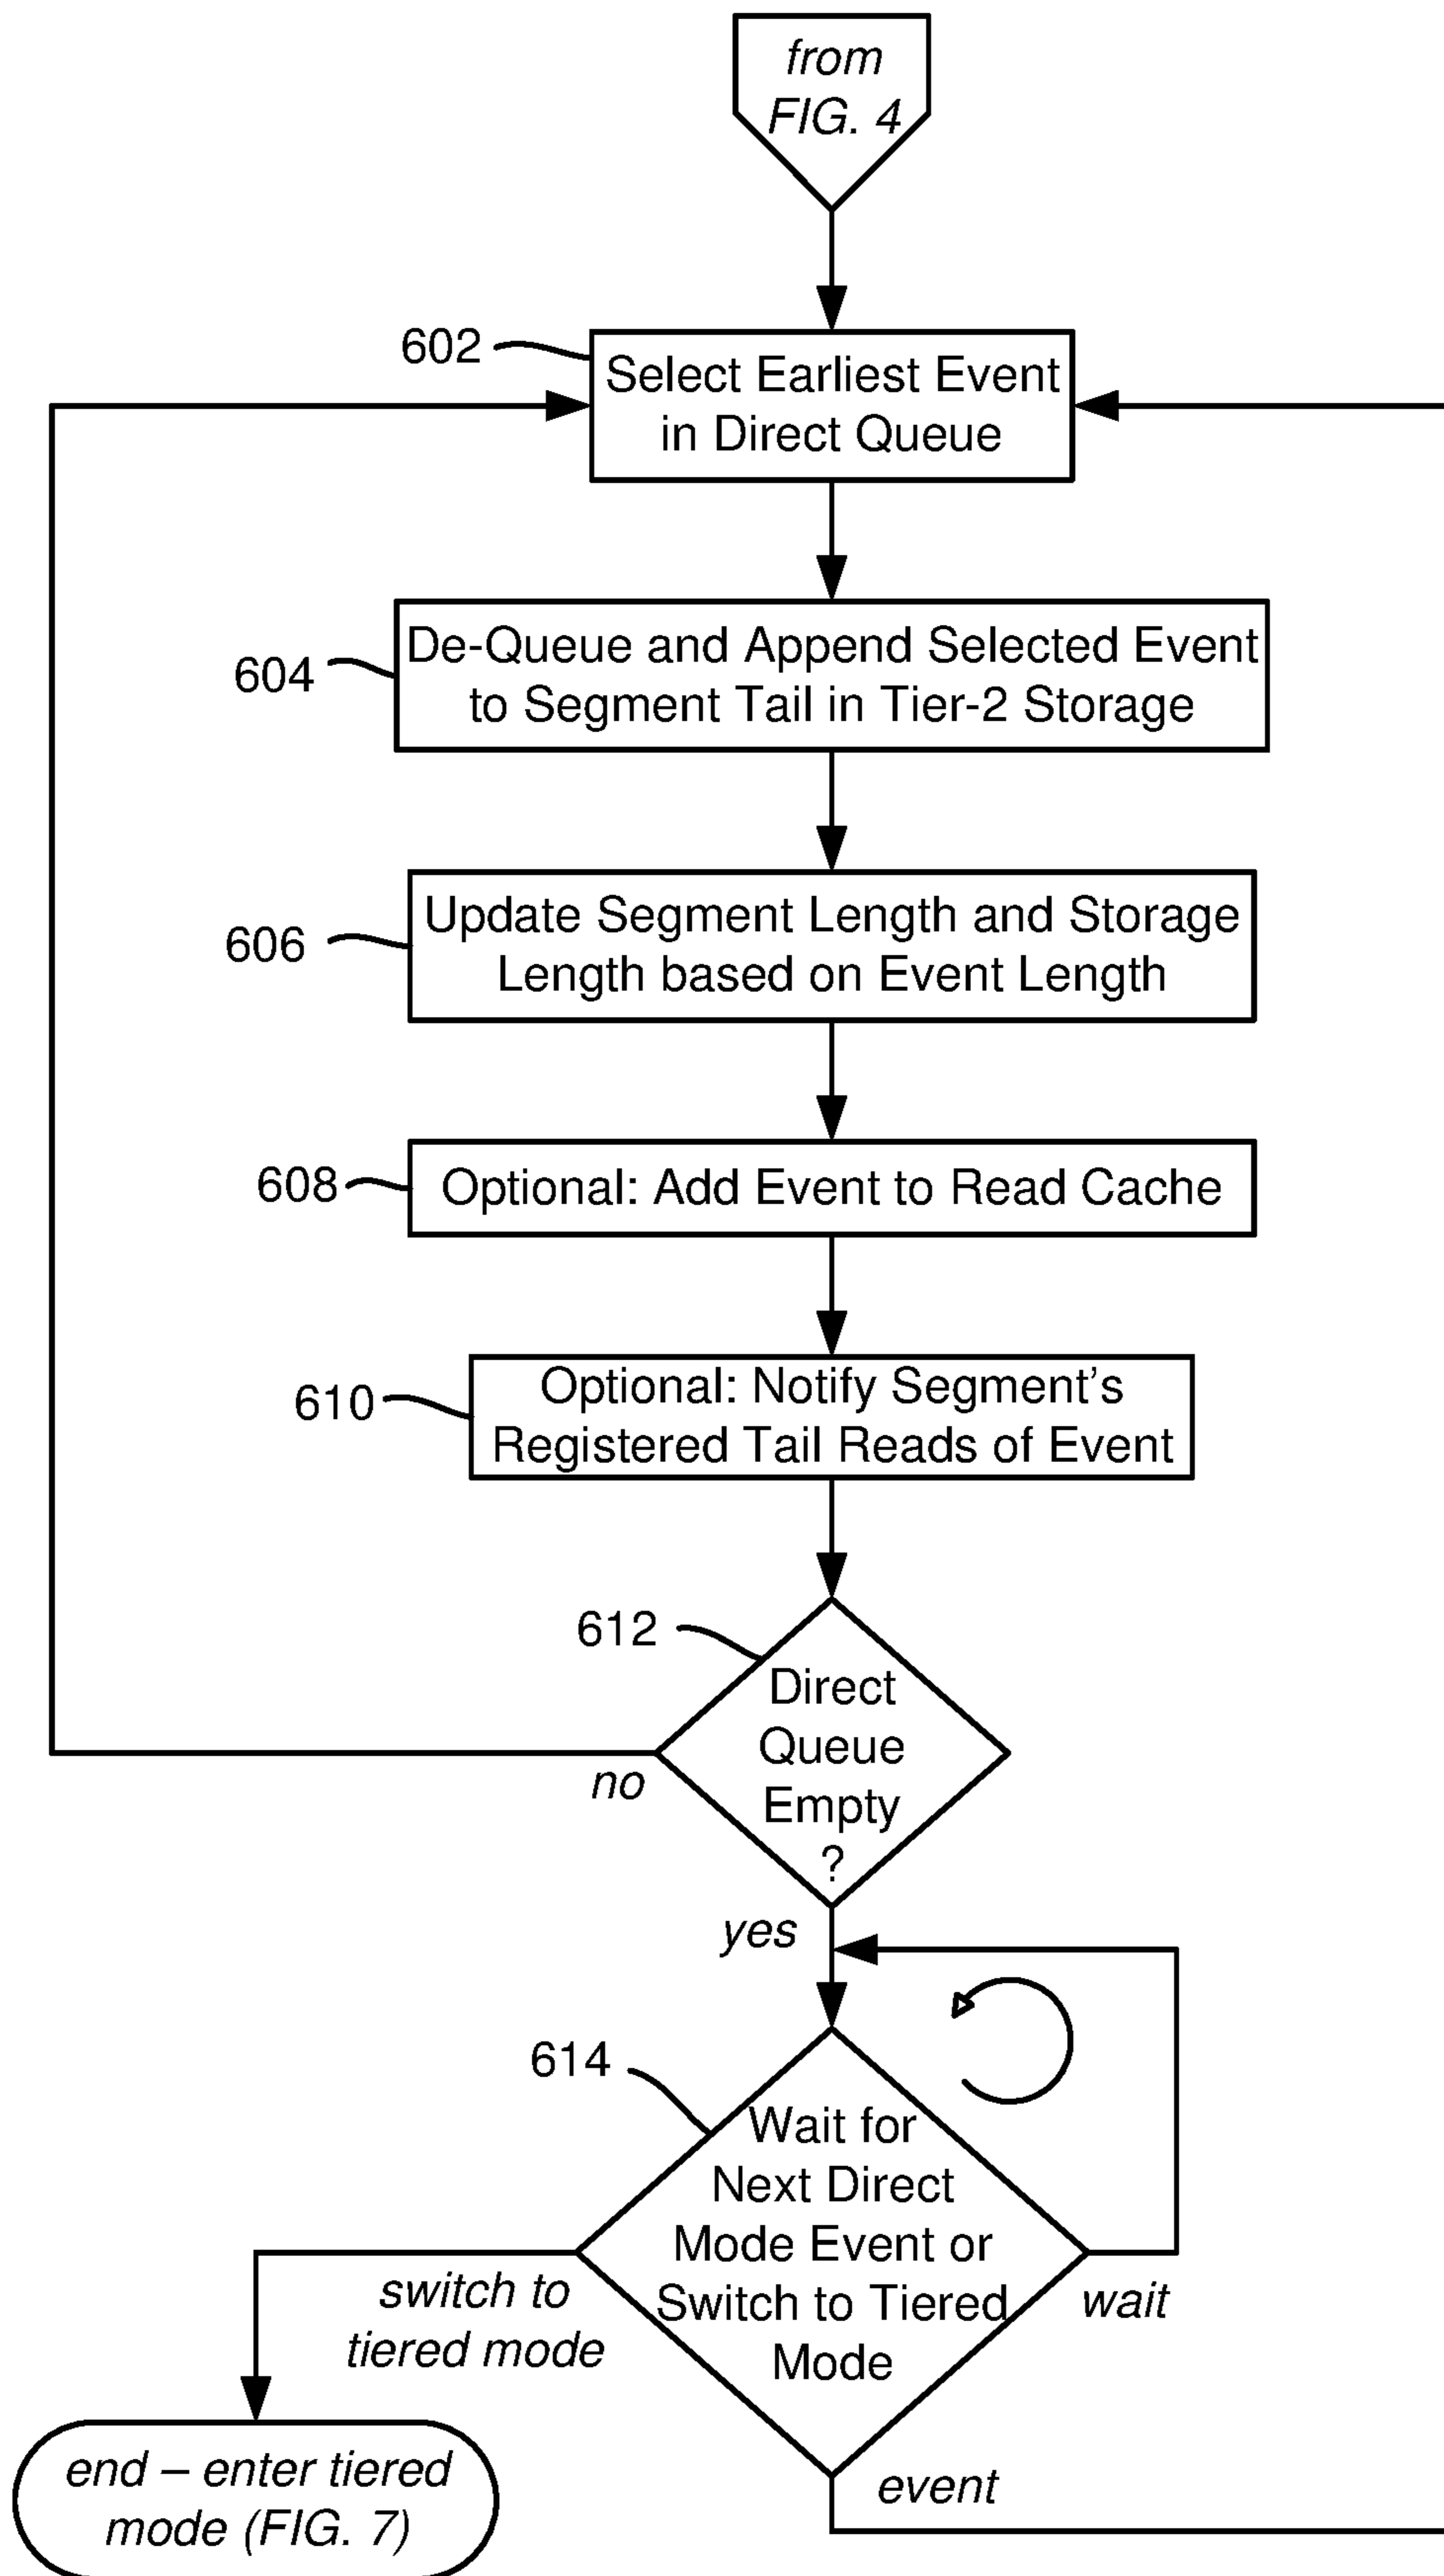 from
FIG. 4
602
Select Earliest Event
in Direct Queue
604
De-Queue and Append Selected Event
to Segment Tail in Tier-2 Storage
606
Update Segment Length and Storage
Length based on Event Length
608
Optional: Add Event to Read Cache
610
Optional: Notify Segment’s
Registered Tail Reads of Event
612
Direct
Queue
Empty
?
no
yes
614
Wait for
Next Direct
Mode Event or
Switch to Tiered
Mode
wait
switch to
tiered mode
event
end – enter tiered
mode (FIG. 7)